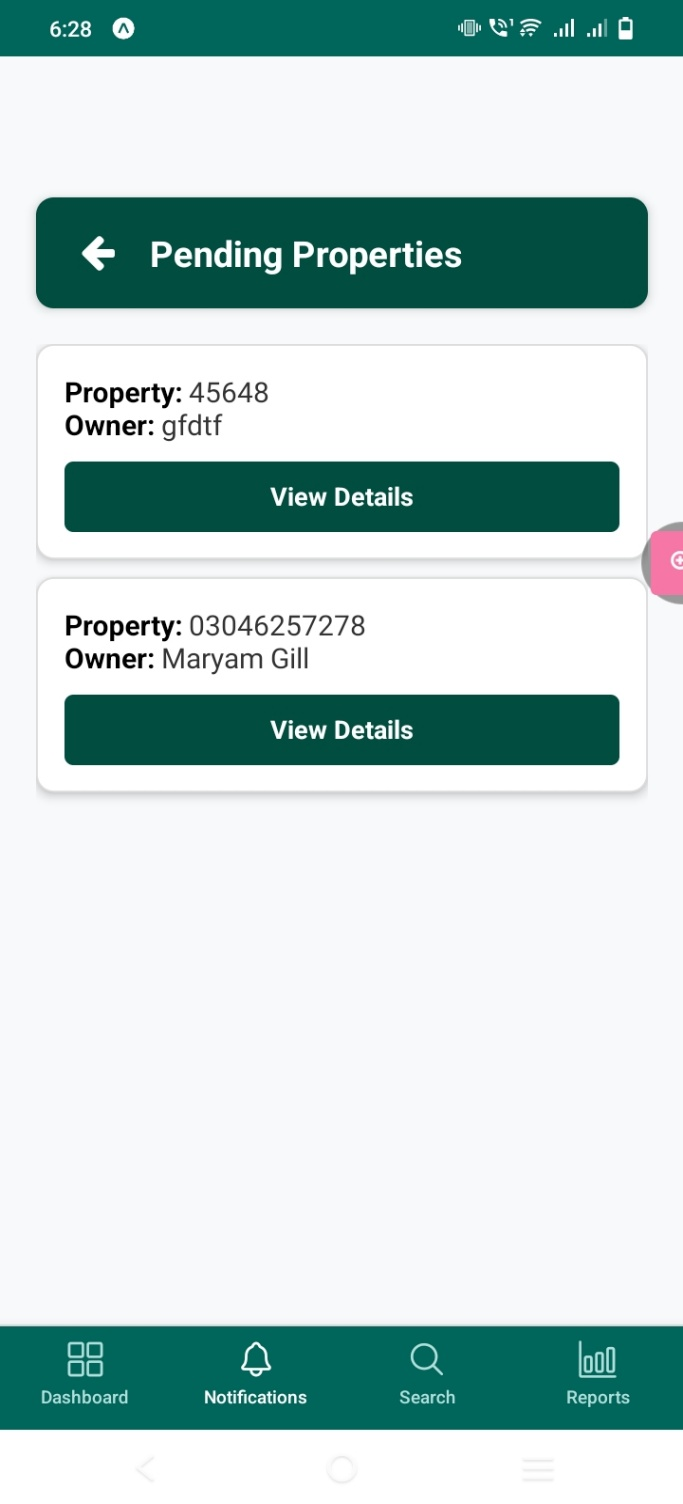 6:28
Pending Properties
Property: 45648
Owner: gfdtf
View Details
Property: 03046257278
Owner: Maryam Gill
View Details
Dashboard
Notifications
Search
Reports